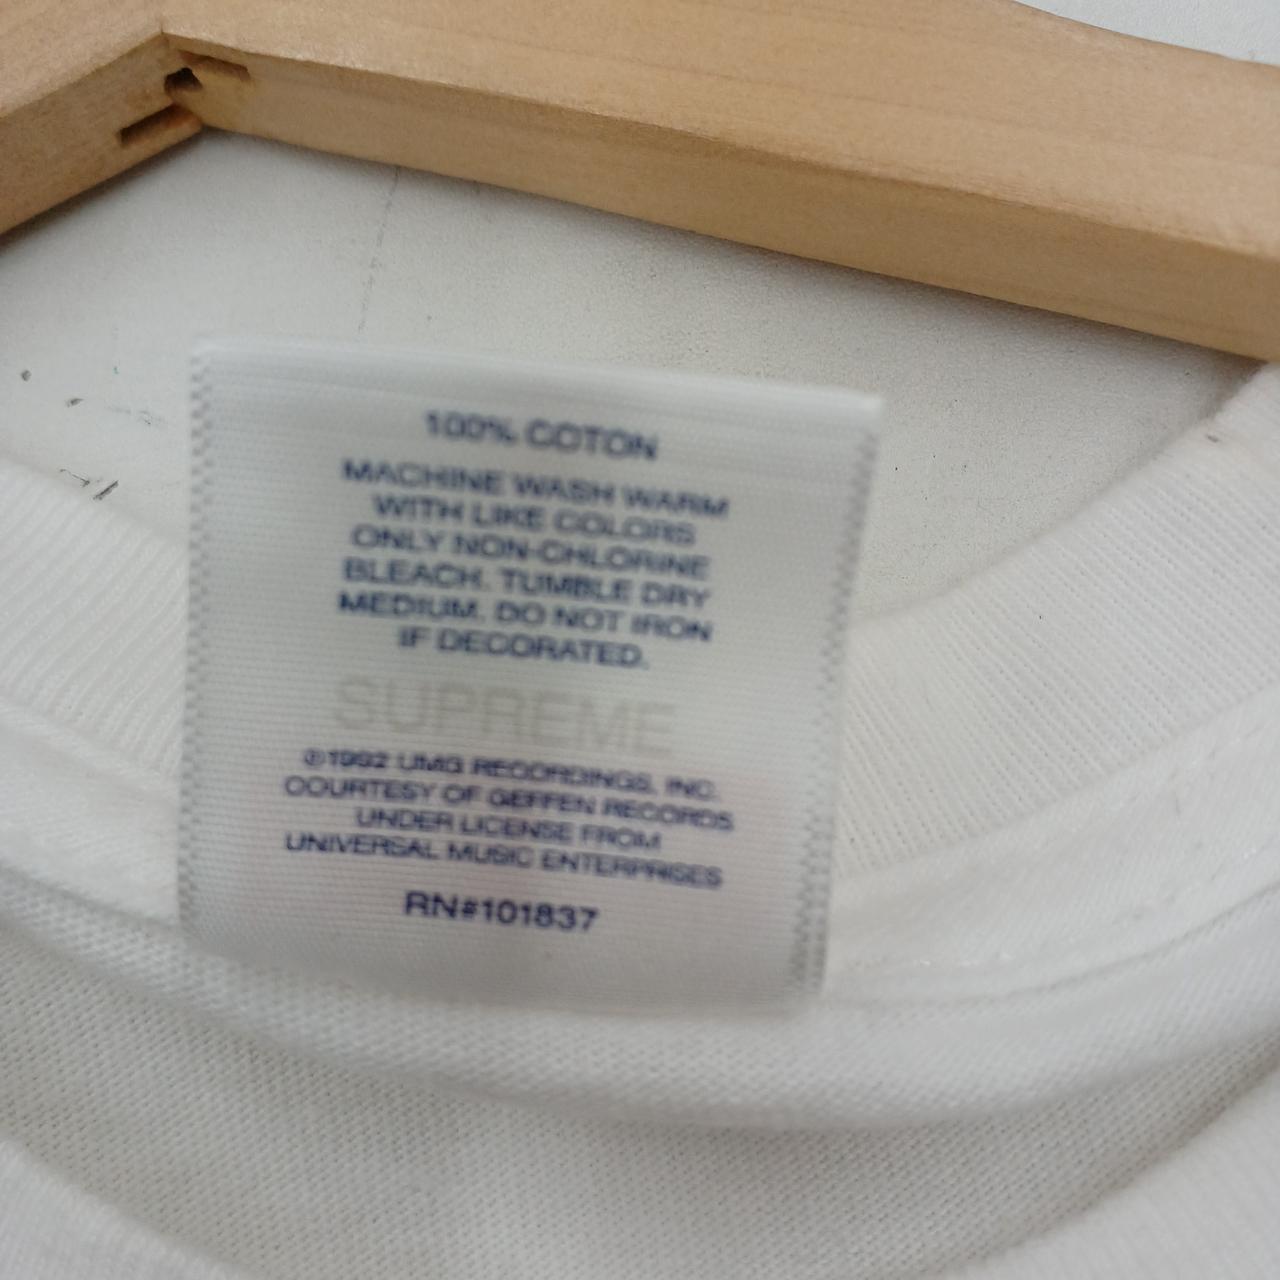 100% COTON
MACHINE WASH WARM
WITH LIKE COLORS
ONLY NON-CHLORINE
BLEACH. TUMBLE DRY
MEDIUM. DO NOT IRON
IF DECORATED.
SUPREME
©1992 UMG RECORDINGS, INC.
COURTESY OF GEFFEN RECORDS
UNDER LICENSE FROM
UNIVERSAL MUSIC ENTERPRISES
RN#101837